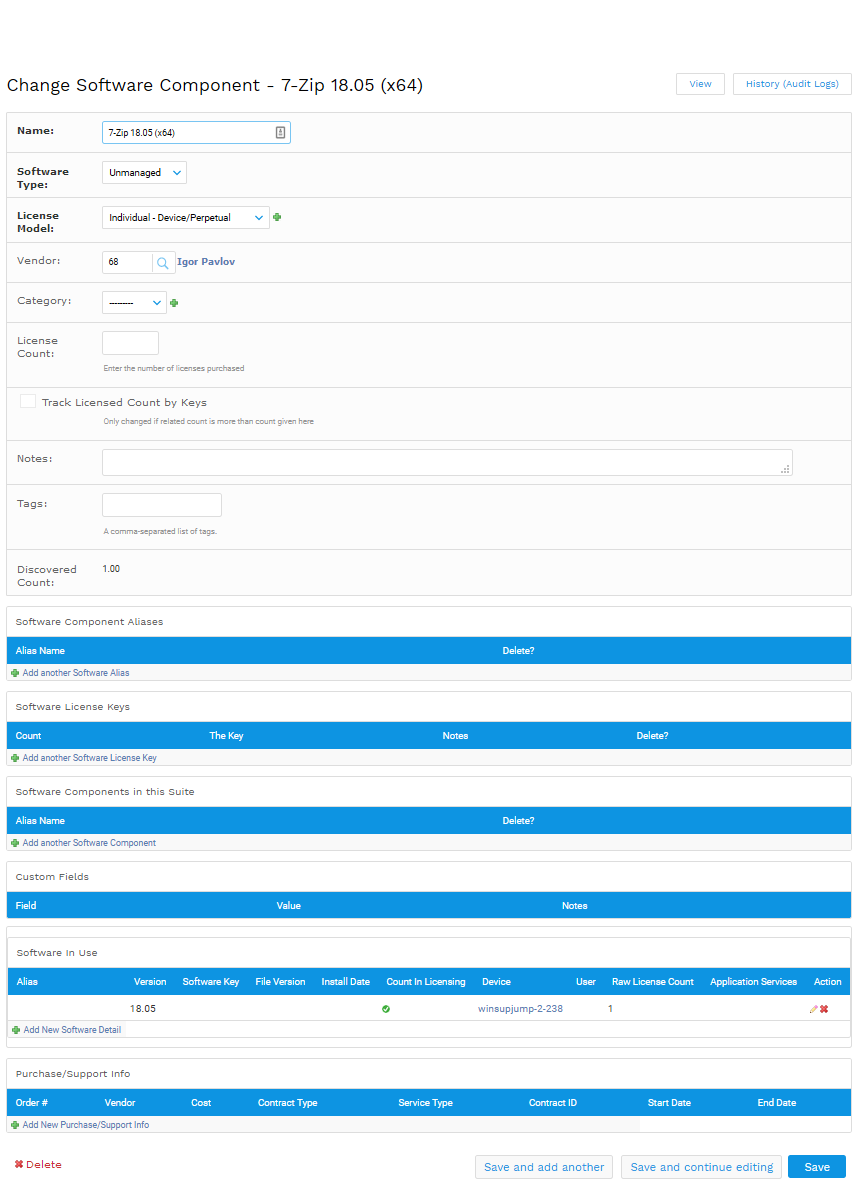 Change Software Component - 7-Zip 18.05 (x64)
View
History (Audit Logs)
Name:
7-Zip 18.05 (x64)
Software
Type:
Unmanaged
License
Model:
Individual - Device/Perpetual
Vendor:
68
Igor Pavlov
Category:
---------
License
Count:
Enter the number of licenses purchased
Track Licensed Count by Keys
Only changed if related count is more than count given here
Notes:
Tags:
A comma-separated list of tags.
Discovered
Count:
1.00
Software Component Aliases
Alias Name Delete?
Add another Software Alias
Software License Keys
Count The Key Notes Delete?
Add another Software License Key
Software Components in this Suite
Alias Name Delete?
Add another Software Component
Custom Fields
Field Value Notes
Software In Use
Alias Version Software Key File Version Install Date Count In Licensing Device User Raw License Count Application Services Action
18.05 winsupjump-2-238 1
Add New Software Detail
Purchase/Support Info
Order # Vendor Cost Contract Type Service Type Contract ID Start Date End Date
Add New Purchase/Support Info
Delete
Save and add another
Save and continue editing
Save